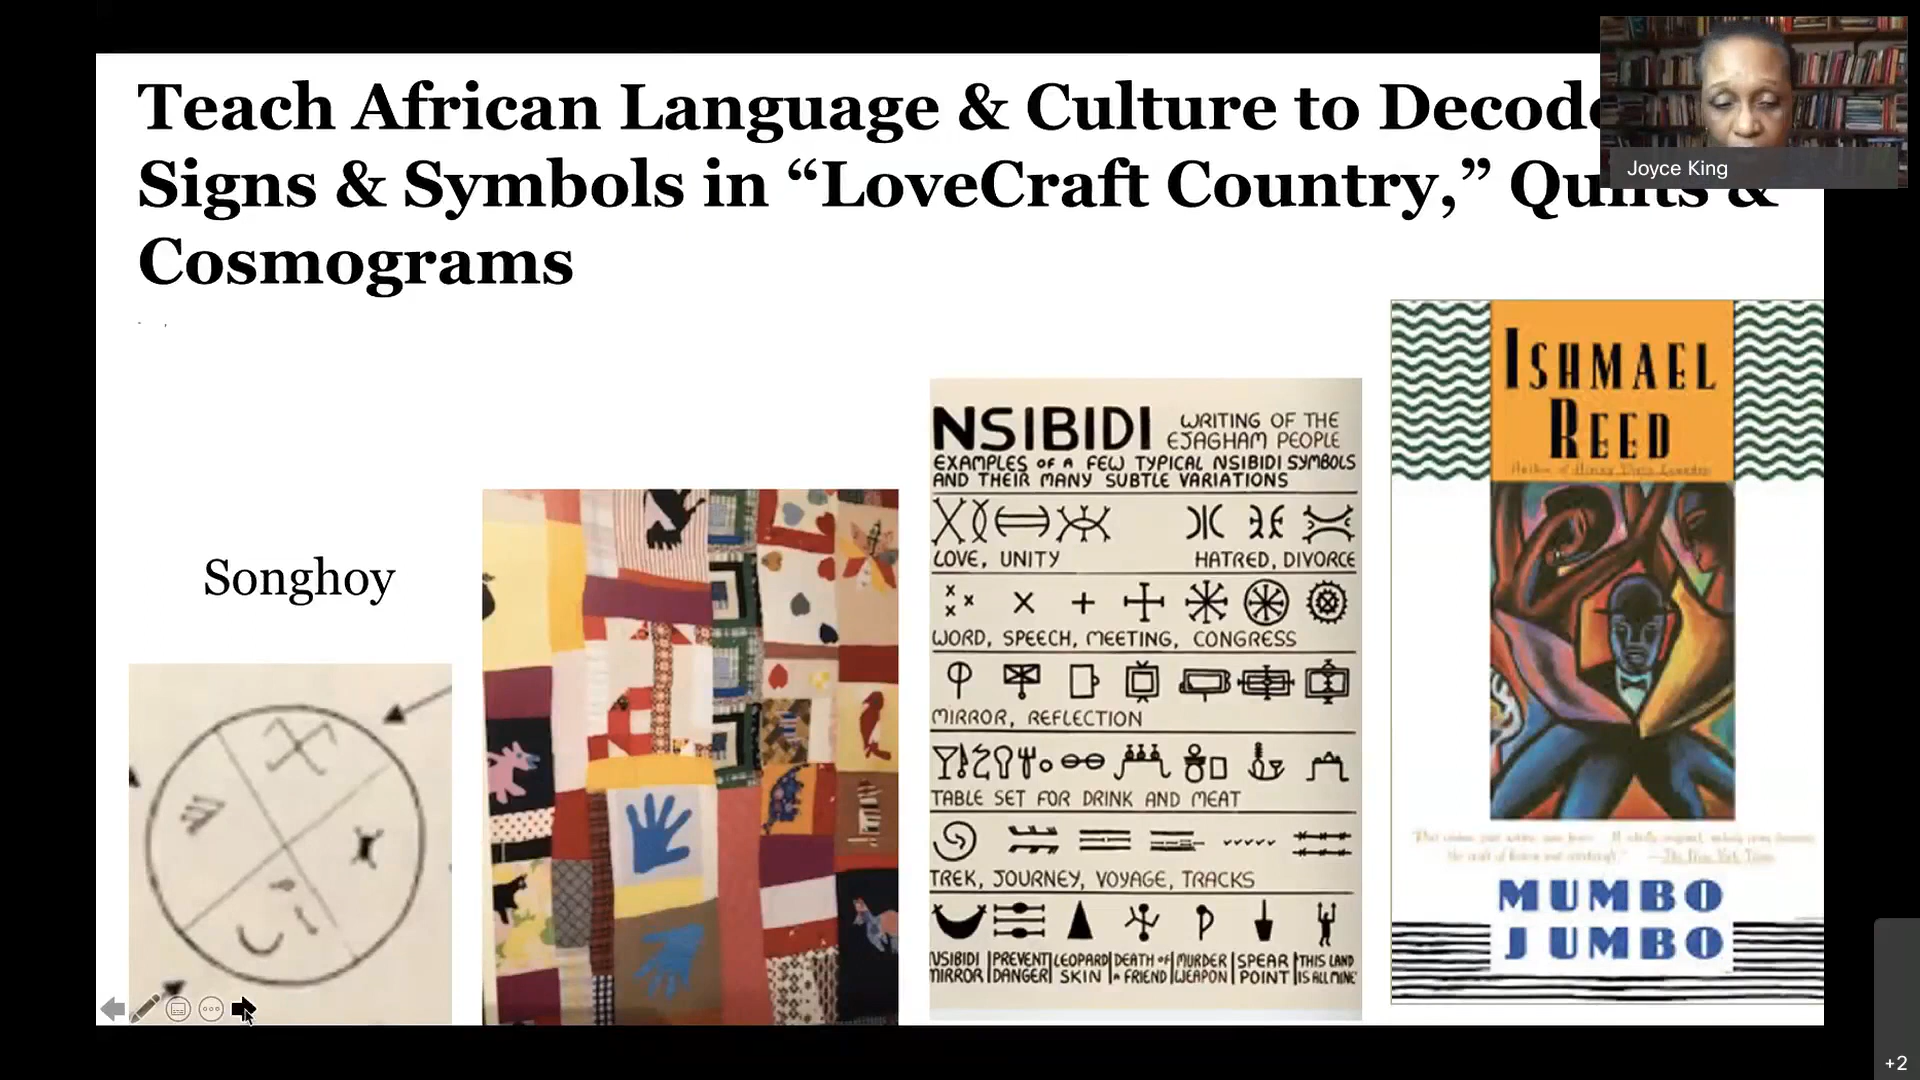 Teach African Language & Culture to Decode
Signs & Symbols in “LoveCraft Country,” Quilts &
Cosmograms
Joyce King
Songhoy
NSIBIDI WRITING OF THE
EJAGHAM PEOPLE
EXAMPLES OF A FEW TYPICAL NSIBIDI SYMBOLS
AND THEIR MANY SUBTLE VARIATIONS
LOVE, UNITY HATRED, DIVORCE
WORD, SPEECH, MEETING, CONGRESS
MIRROR, REFLECTION
TABLE SET FOR DRINK AND MEAT
TREK, JOURNEY, VOYAGE, TRACKS
NSIBIDI PREVENT LEOPARD DEATH OF MURDER SPEAR THIS LAND
MIRROR DANGER SKIN A FRIEND WEAPON POINT IS ALL MINE
ISHMAEL
REED
—The New York Times
MUMBO
JUMBO
+2